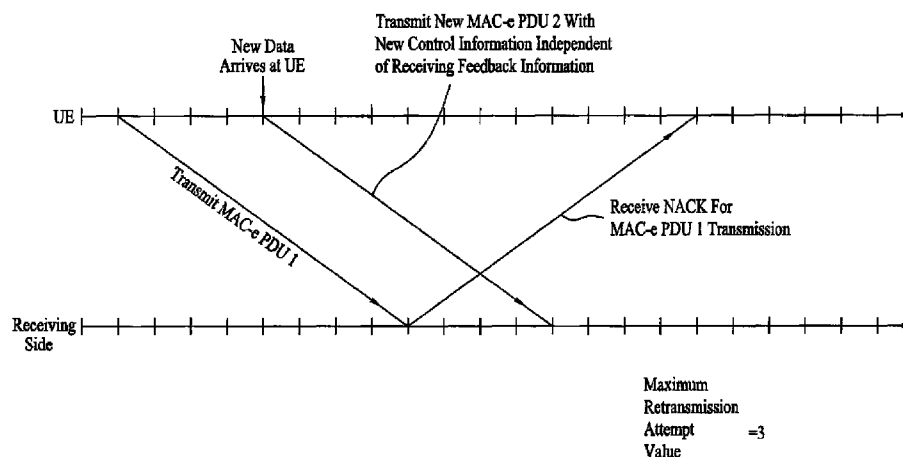 Transmit New MAC-e PDU 2 With
New Control Information Independent
of Receiving Feedback Information
New Data
Arrives at UE
UE
Transmit MAC-e PDU 1
Receive NACK For
MAC-e PDU 1 Transmission
Receiving
Side
Maximum
Retransmission
Attempt =3
Value